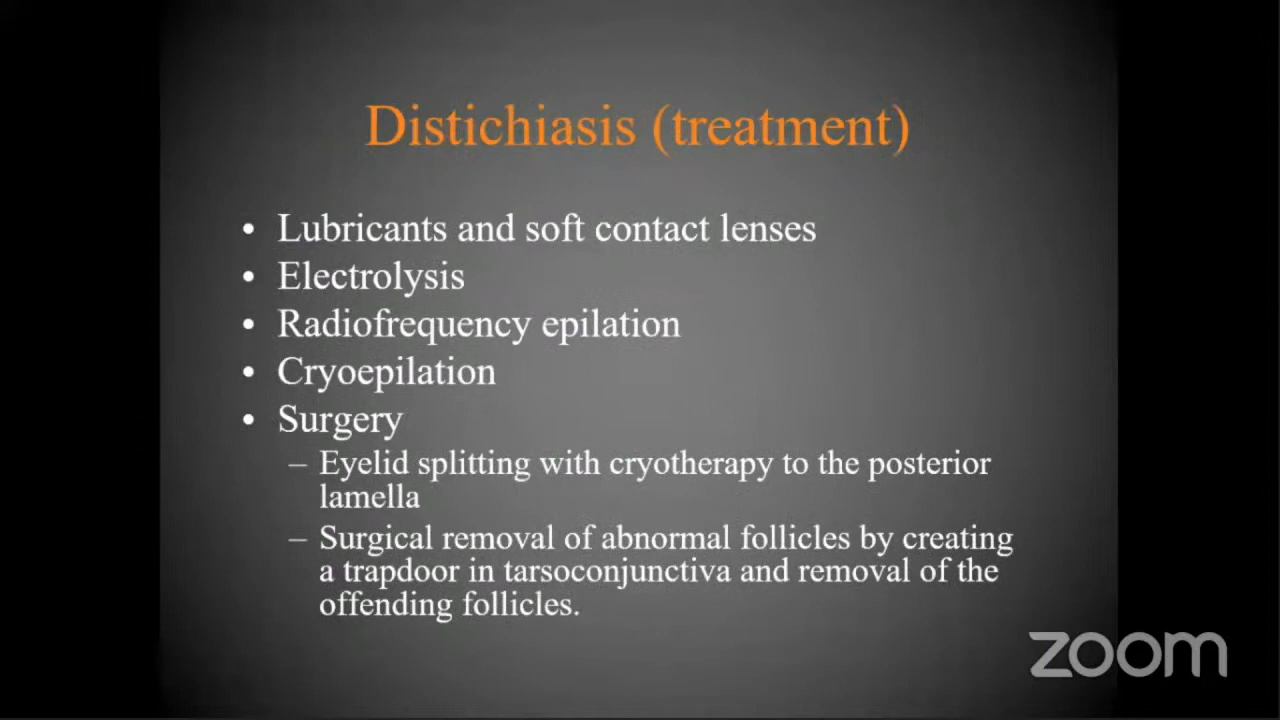 Distichiasis (treatment)
• Lubricants and soft contact lenses
• Electrolysis
• Radiofrequency epilation
• Cryoepilation
• Surgery
– Eyelid splitting with cryotherapy to the posterior
lamella
– Surgical removal of abnormal follicles by creating
a trapdoor in tarsoconjunctiva and removal of the
offending follicles.
zoom